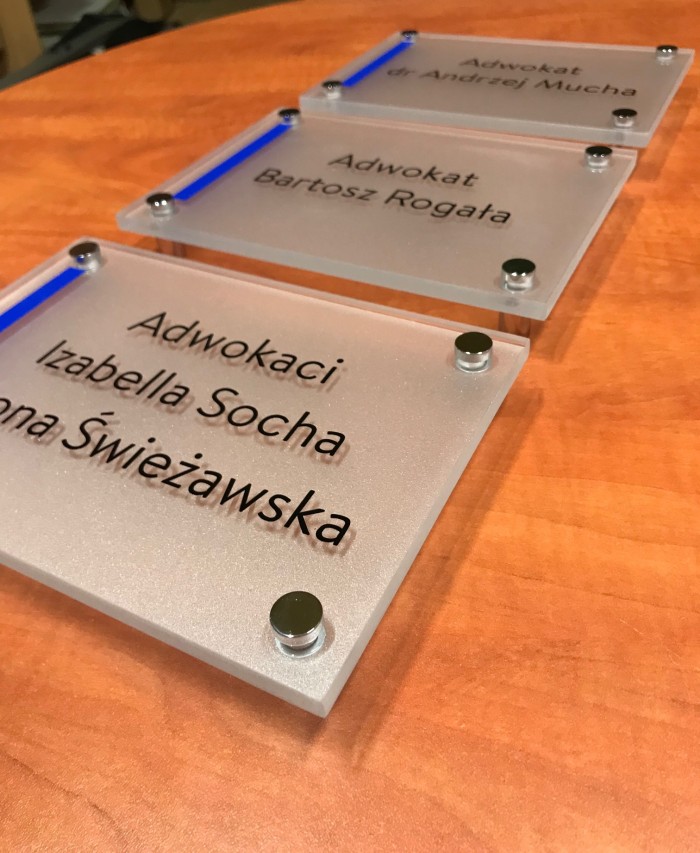 Adwokat
dr Andrzej Mucha
Adwokat
Bartosz Rogała
Adwokaci
Izabella Socha
Świeżawska